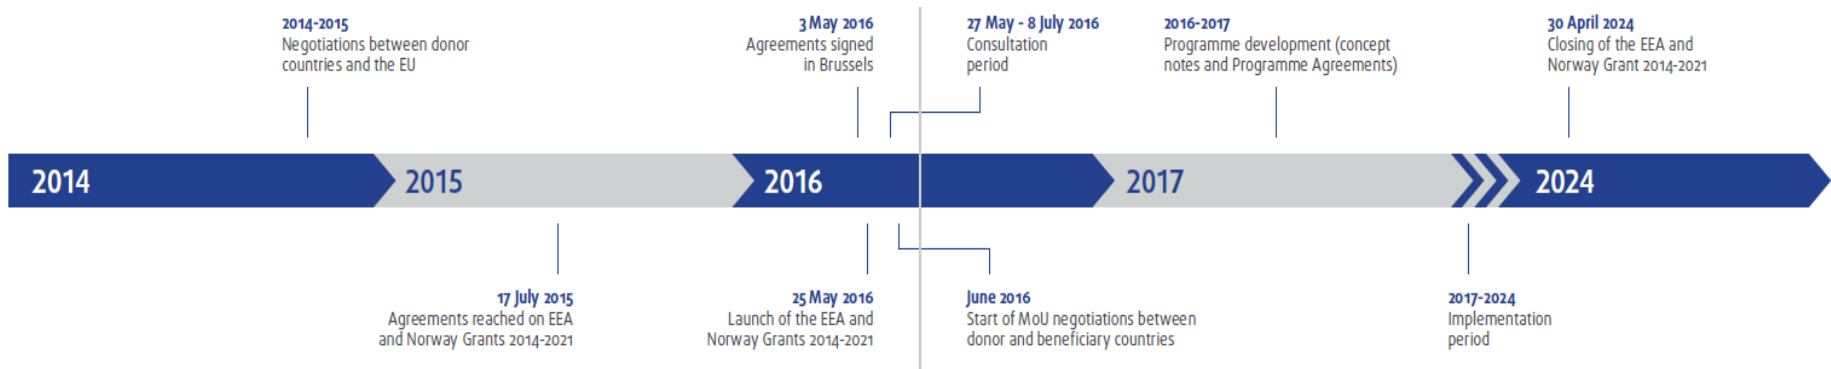 2014-2015
Negotiations between donor
countries and the EU
3 May 2016
Agreements signed
in Brussels
27 May - 8 July 2016
Consultation
period
2016-2017
Programme development (concept
notes and Programme Agreements)
30 April 2024
Closing of the EEA and
Norway Grant 2014-2021
2014
2015
2016
2017
2024
17 July 2015
Agreements reached on EEA
and Norway Grants 2014-2021
25 May 2016
Launch of the EEA and
Norway Grants 2014-2021
June 2016
Start of MoU negotiations between
donor and beneficiary countries
2017-2024
Implementation
period